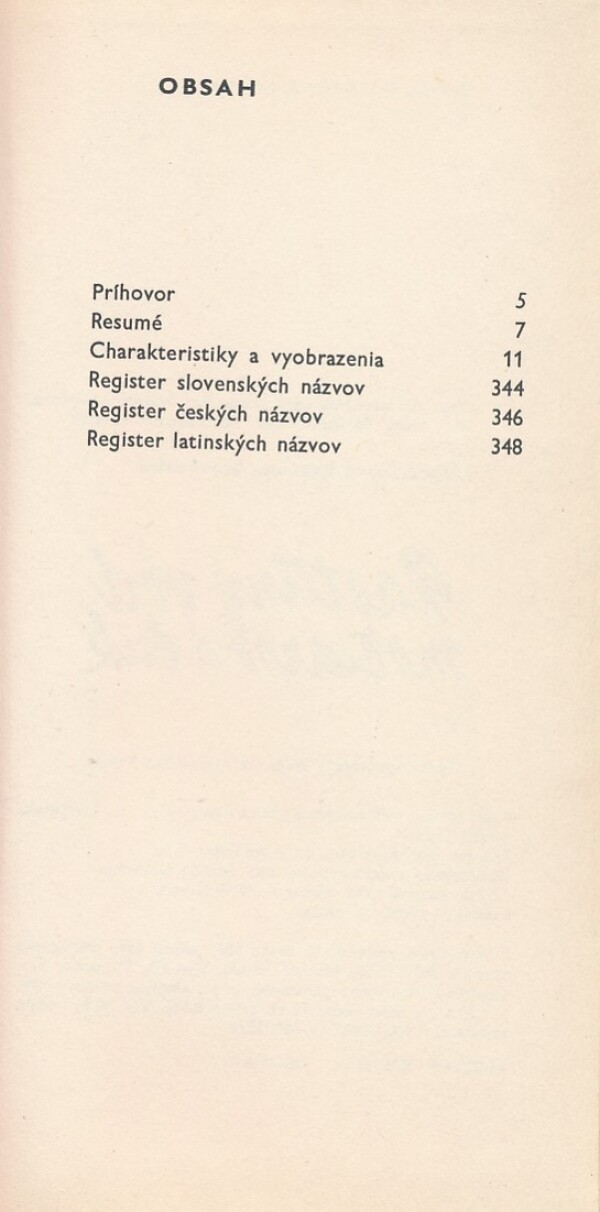 OBSAH
Príhovor 5
Resumé 7
Charakteristiky a vyobrazenia 11
Register slovenských názvov 344
Register českých názvov 346
Register latinských názvov 348